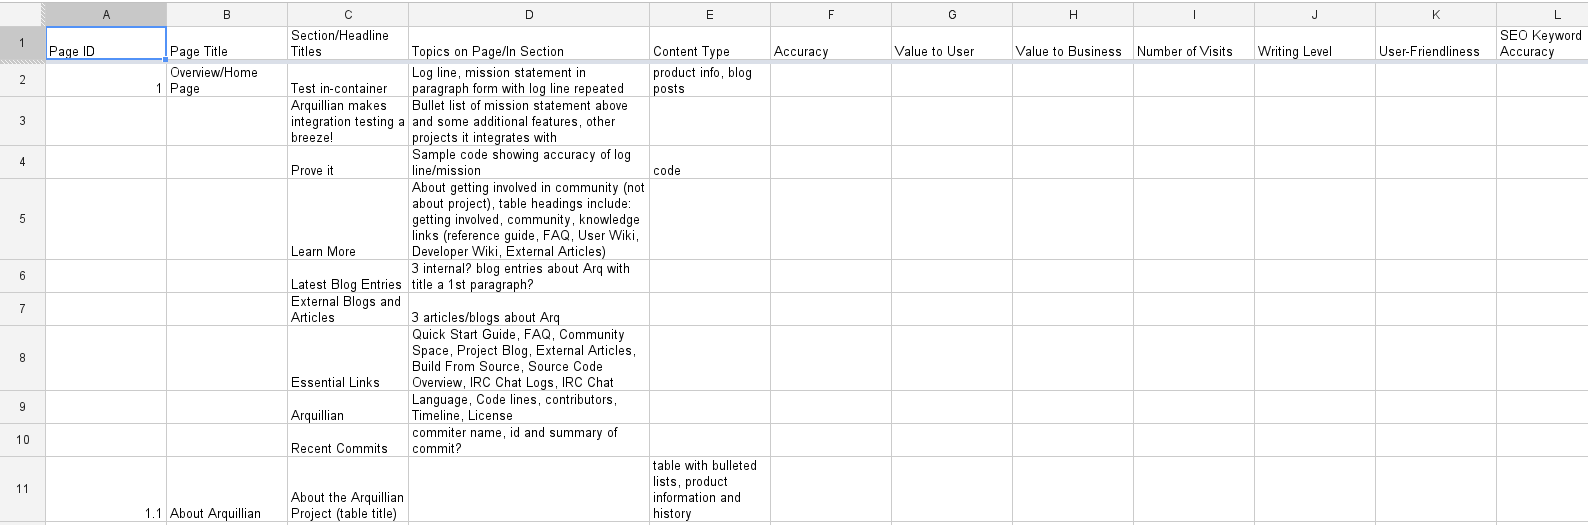 A B C D E F G H I J K L
1 Page ID Page Title Section/Headline Titles Topics on Page/In Section Content Type Accuracy Value to User Value to Business Number of Visits Writing Level User-Friendliness SEO Keyword Accuracy
2
1
Overview/Home
Page
Test in-container
Log line, mission statement in
paragraph form with log line repeated
product info, blog
posts
3
Arquillian makes
integration testing a
breeze!
Bullet list of mission statement above
and some additional features, other
projects it integrates with
4
Prove it
Sample code showing accuracy of log
line/mission
code
5
Learn More
About getting involved in community (not
about project), table headings include:
getting involved, community, knowledge
links (reference guide, FAQ, User Wiki,
Developer Wiki, External Articles)
6
Latest Blog Entries
3 internal? blog entries about Arq with
title a 1st paragraph?
7
External Blogs and
Articles
3 articles/blogs about Arq
8
Essential Links
Quick Start Guide, FAQ, Community
Space, Project Blog, External Articles,
Build From Source, Source Code
Overview, IRC Chat Logs, IRC Chat
9
Arquillian
Language, Code lines, contributors,
Timeline, License
10
Recent Commits
commiter name, id and summary of
commit?
11
1.1
About Arquillian
About the Arquillian
Project (table title)
table with bulleted
lists, product
information and
history